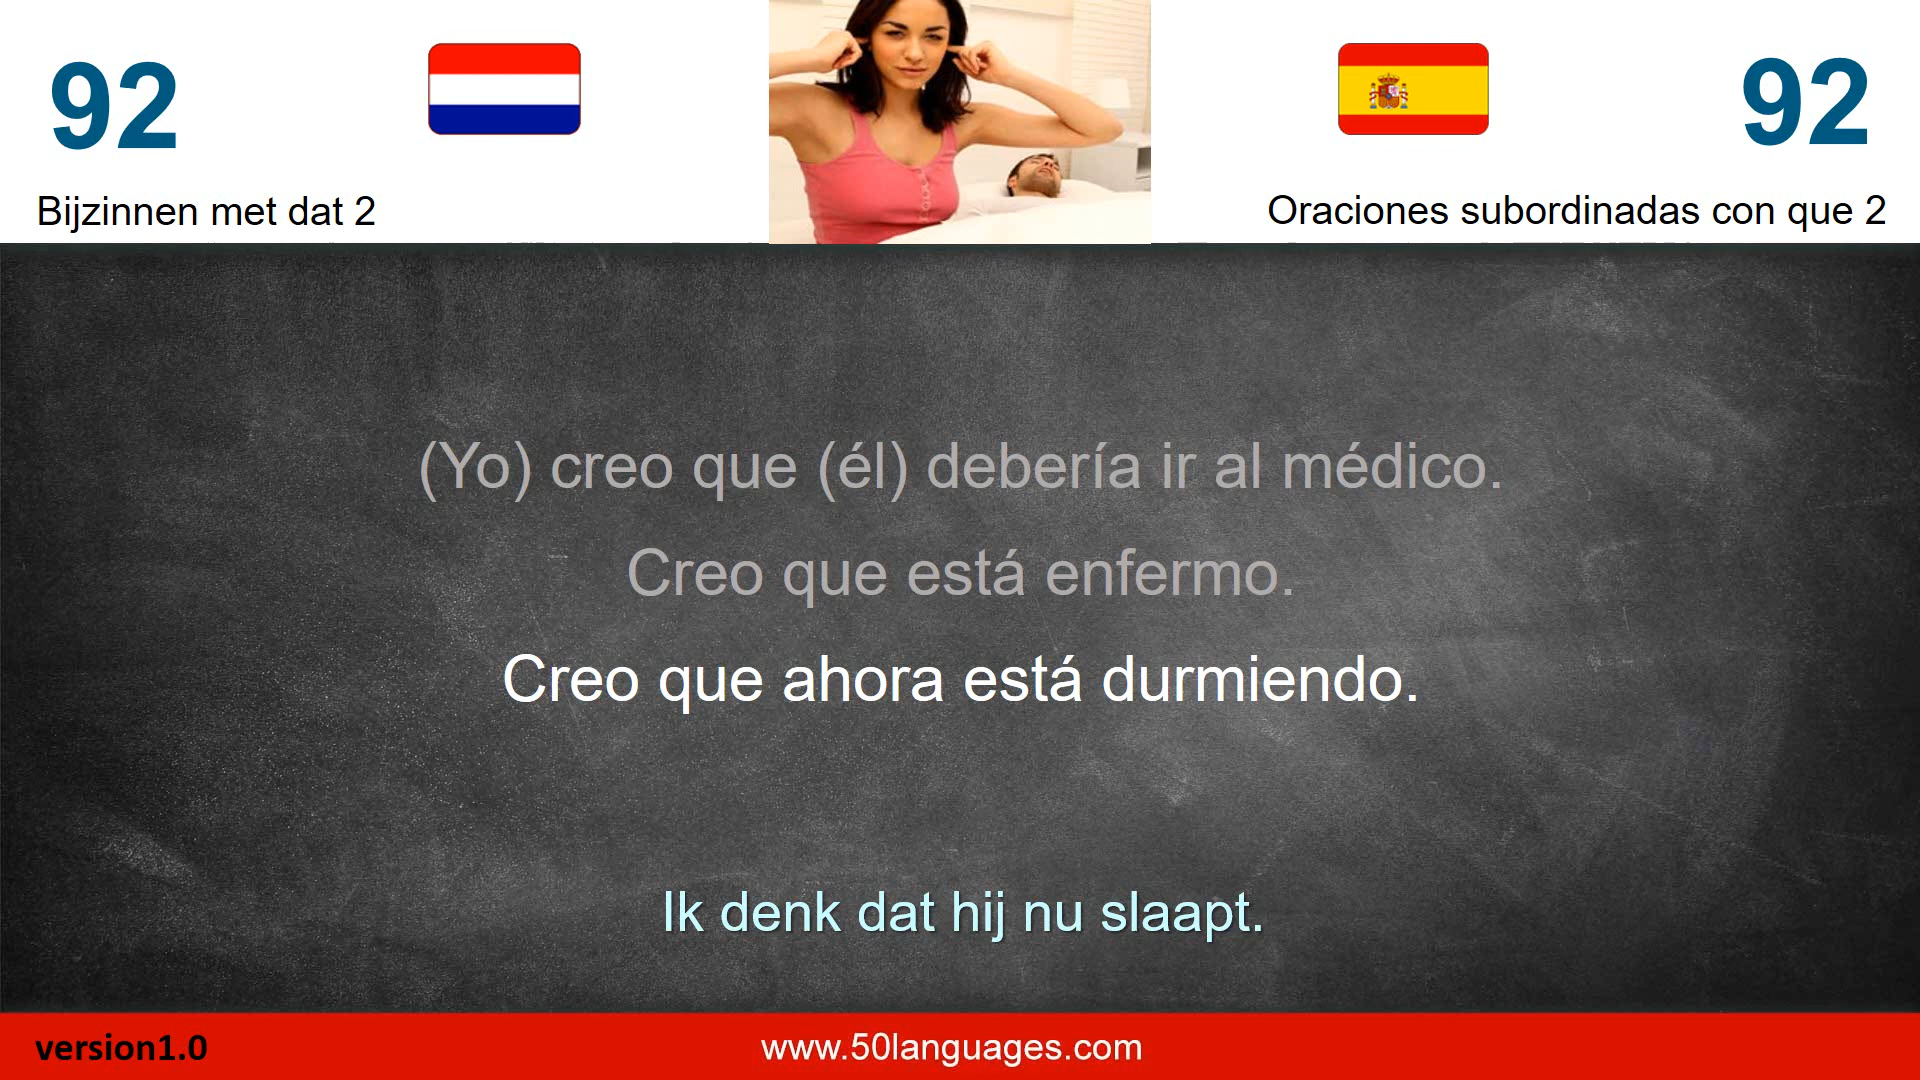 92
92
Bijzinnen met dat 2
Oraciones subordinadas con que 2
(Yo) creo que (él) debería ir al médico.
Creo que está enfermo.
Creo que ahora está durmiendo.
Ik denk dat hij nu slaapt.
version1.0
www.50languages.com